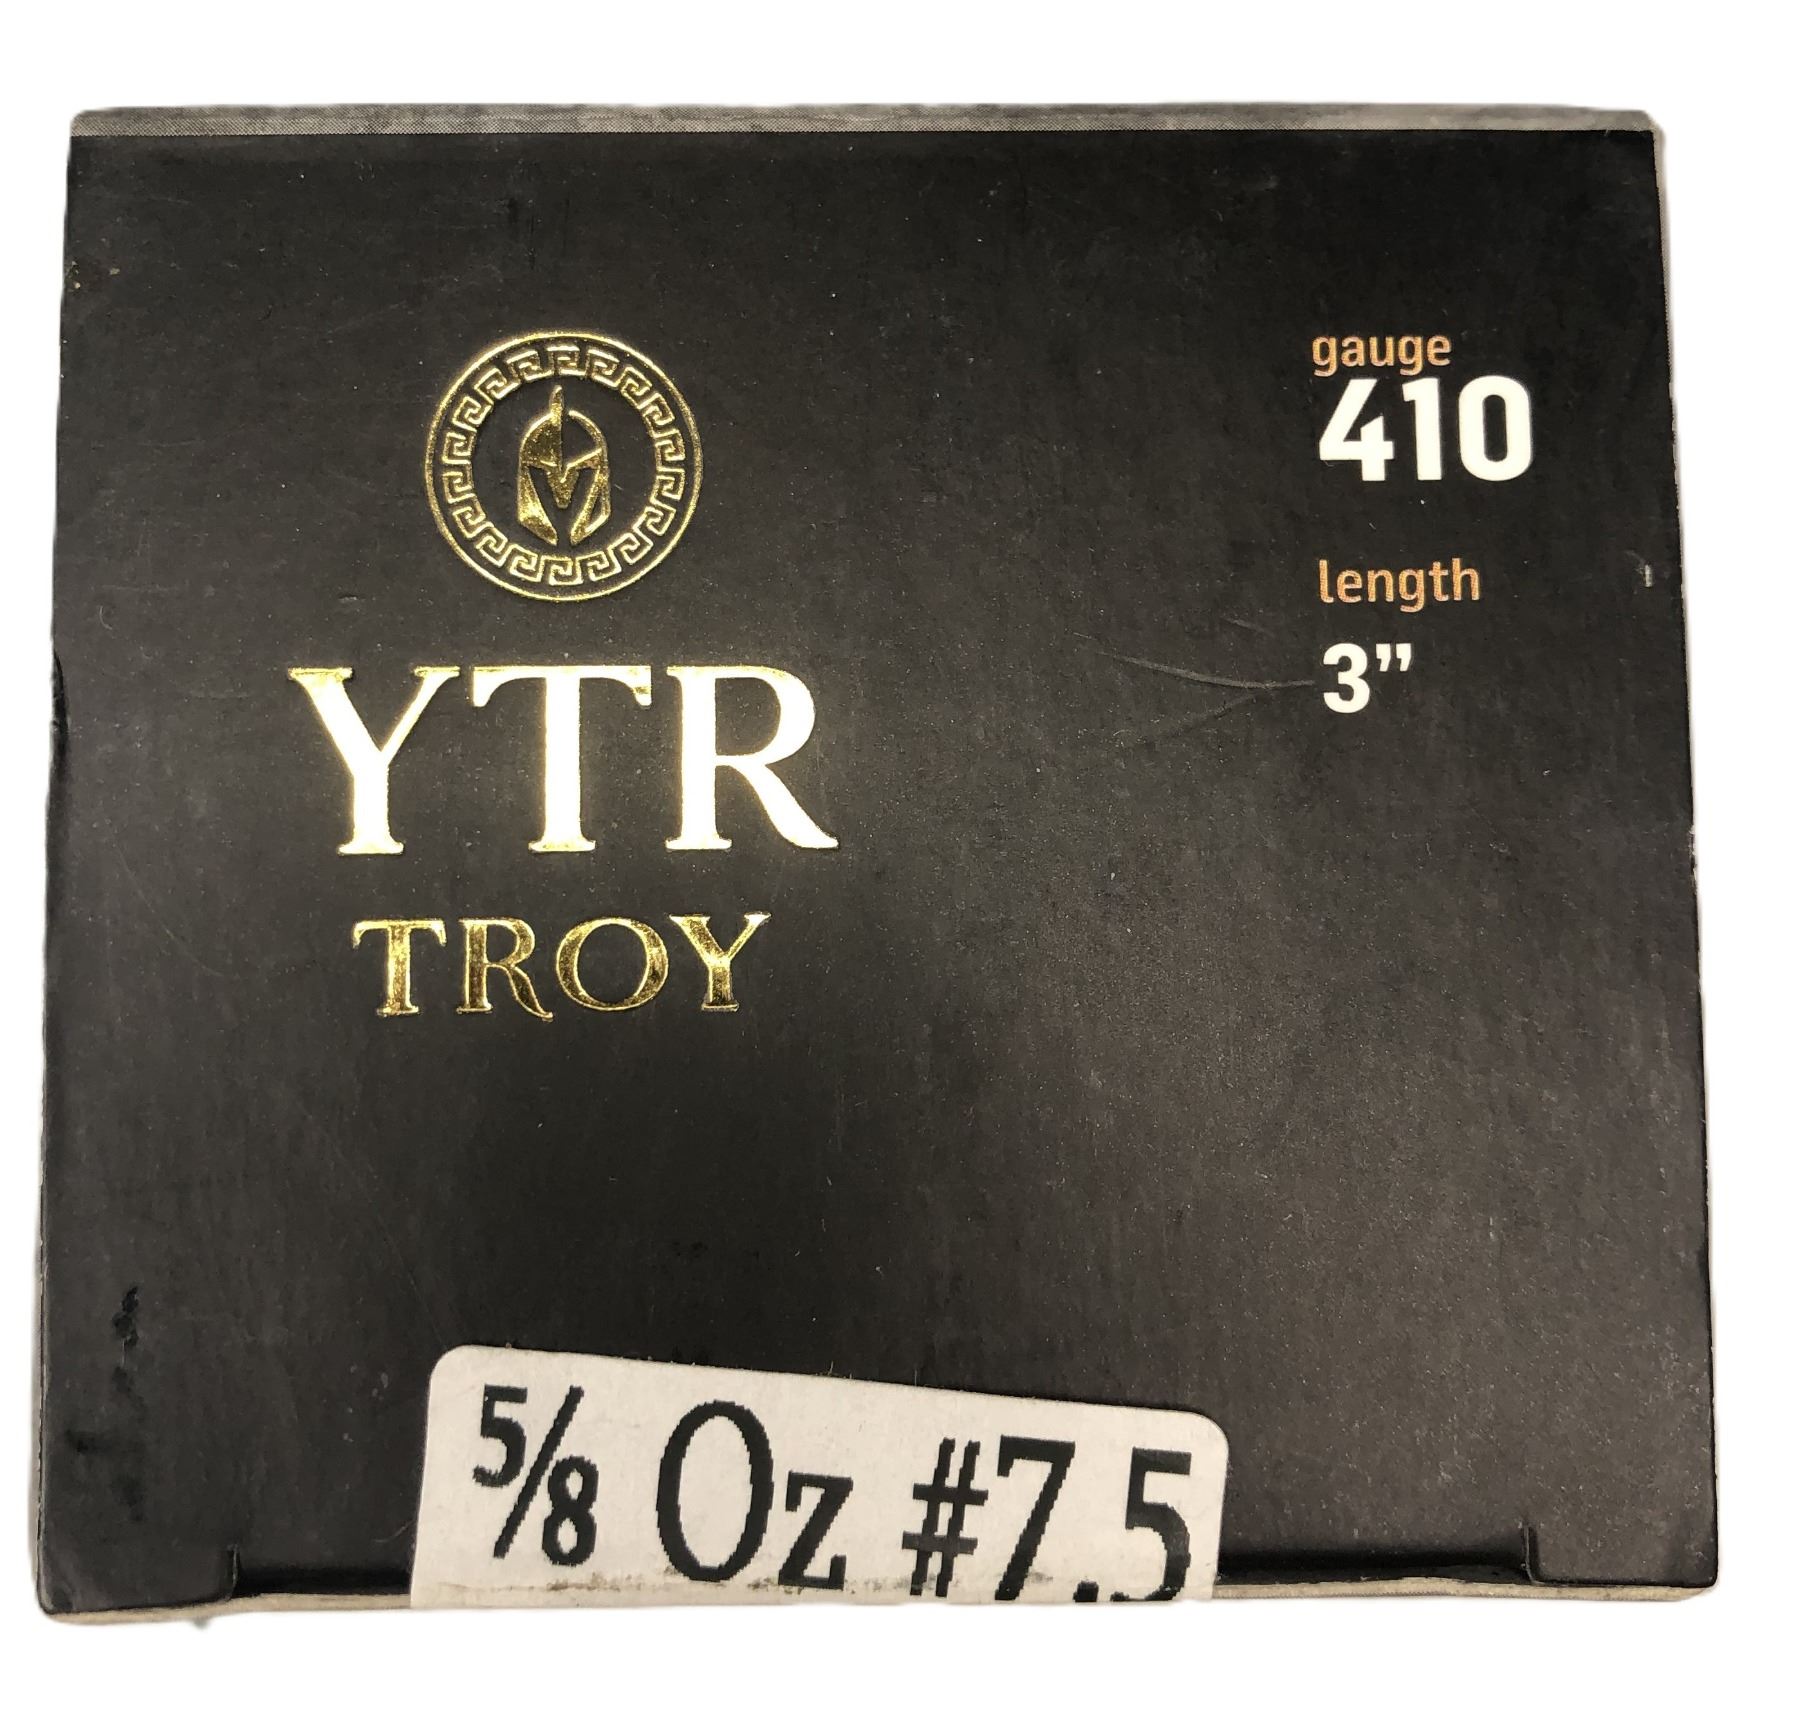 YTR
TROY
gauge
410
length
3”
5/8 Oz #7.5